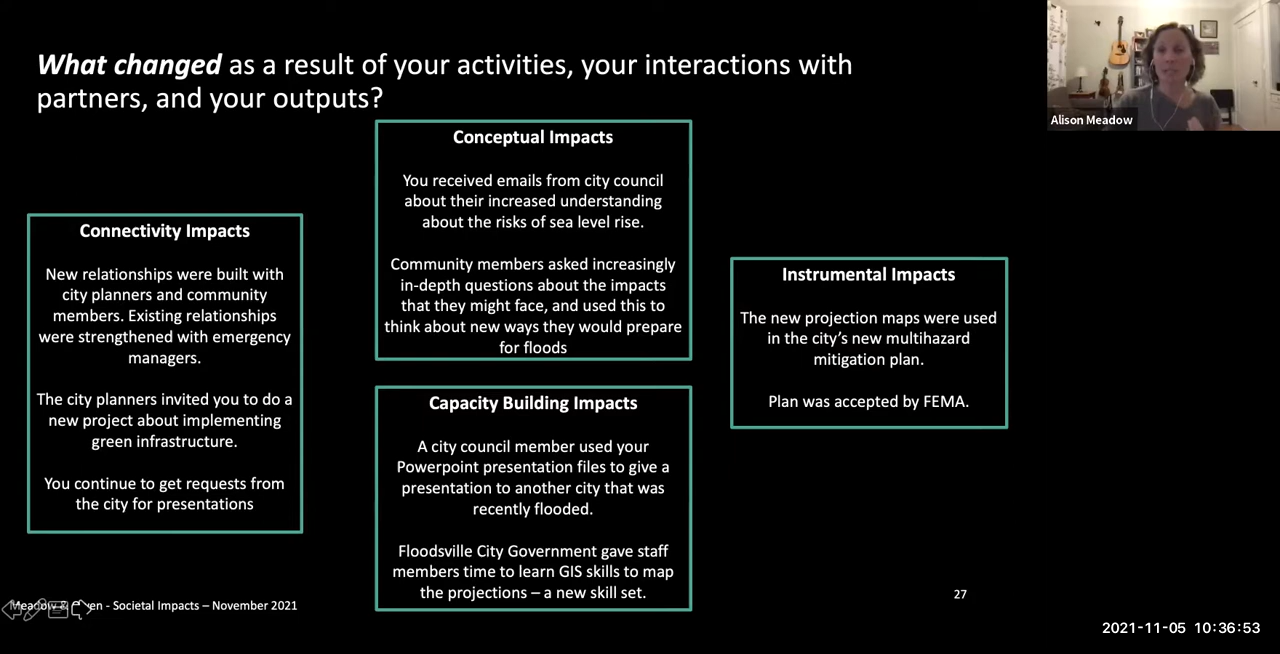 What changed as a result of your activities, your interactions with
partners, and your outputs?
Alison Meadow
Connectivity Impacts
New relationships were built with
city planners and community
members. Existing relationships
were strengthened with emergency
managers.
The city planners invited you to do a
new project about implementing
green infrastructure.
You continue to get requests from
the city for presentations
Conceptual Impacts
You received emails from city council
about their increased understanding
about the risks of sea level rise.
Community members asked increasingly
in-depth questions about the impacts
that they might face, and used this to
think about new ways they would prepare
for floods
Capacity Building Impacts
A city council member used your
Powerpoint presentation files to give a
presentation to another city that was
recently flooded.
Floodsville City Government gave staff
members time to learn GIS skills to map
the projections – a new skill set.
Instrumental Impacts
The new projection maps were used
in the city’s new multihazard
mitigation plan.
Plan was accepted by FEMA.
Meadow & - Societal Impacts – November 2021
27
2021-11-05 10:36:53